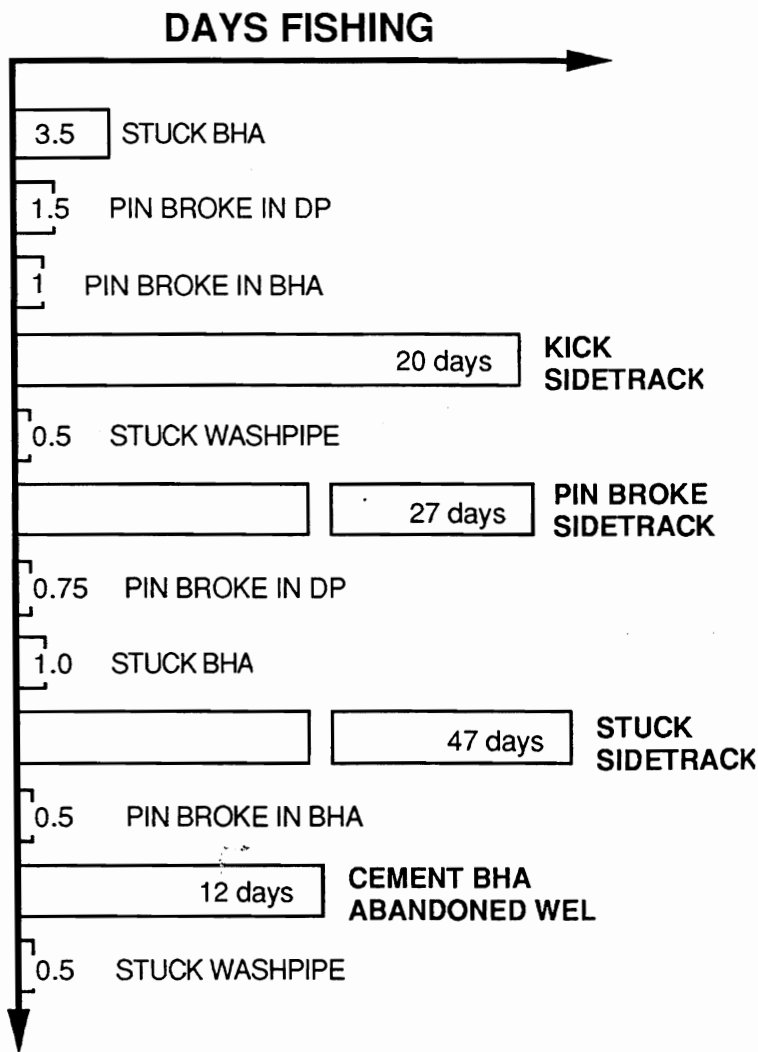 DAYS FISHING
3.5 STUCK BHA
1.5 PIN BROKE IN DP
1 PIN BROKE IN BHA
20 days KICK
SIDETRACK
0.5 STUCK WASHPIPE
27 days PIN BROKE
SIDETRACK
0.75 PIN BROKE IN DP
1.0 STUCK BHA
47 days STUCK
SIDETRACK
0.5 PIN BROKE IN BHA
12 days CEMENT BHA
ABANDONED WEL
0.5 STUCK WASHPIPE